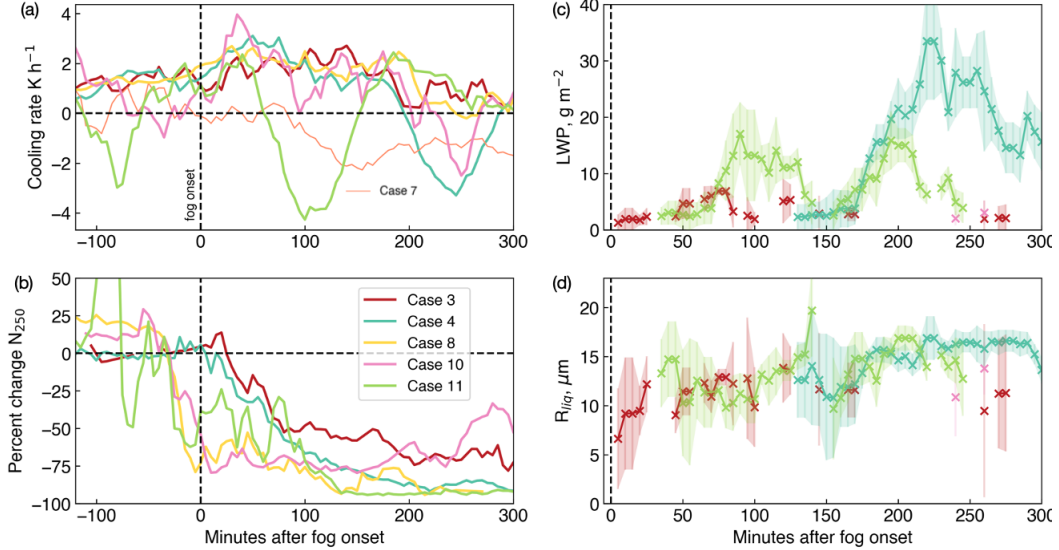 (a)
4
2
0
−2
−4
Cooling rate K h⁻¹
fog onset
Case 7
−100
0
100
200
300
(b)
50
25
0
−25
−50
−75
−100
Percent change N₂₅₀
Case 3
Case 4
Case 8
Case 10
Case 11
−100
0
100
200
300
Minutes after fog onset
(c)
40
30
20
10
0
LWP, g m⁻²
0
50
100
150
200
250
300
(d)
20
15
10
5
0
R_liq, μm
0
50
100
150
200
250
300
Minutes after fog onset